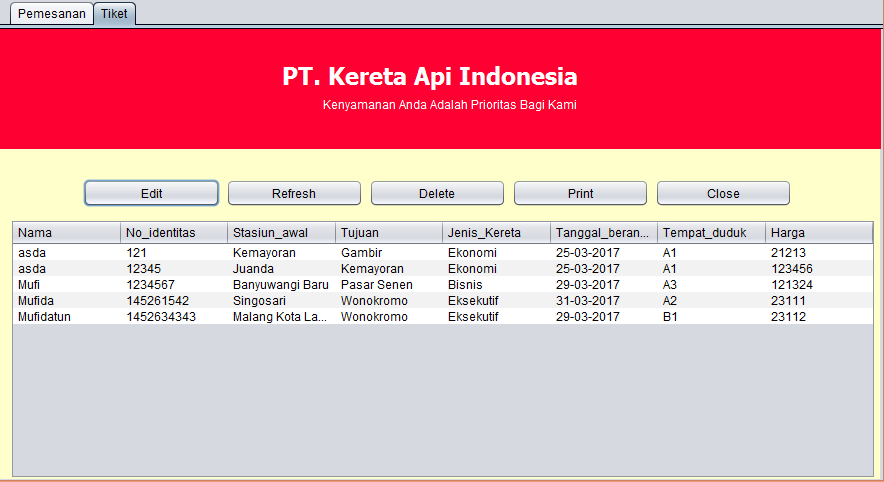 Pemesanan Tiket
PT. Kereta Api Indonesia
Kenyamanan Anda Adalah Prioritas Bagi Kami
Edit Refresh Delete Print Close
Nama No_identitas Stasiun_awal Tujuan Jenis_Kereta Tanggal_beran... Tempat_duduk Harga
asda 121 Kemayoran Gambir Ekonomi 25-03-2017 A1 21213
asda 12345 Juanda Kemayoran Ekonomi 25-03-2017 A1 123456
Mufi 1234567 Banyuwangi Baru Pasar Senen Bisnis 29-03-2017 A3 121324
Mufida 145261542 Singosari Wonokromo Eksekutif 31-03-2017 A2 23111
Mufidatun 1452634343 Malang Kota La... Wonokromo Eksekutif 29-03-2017 B1 23112